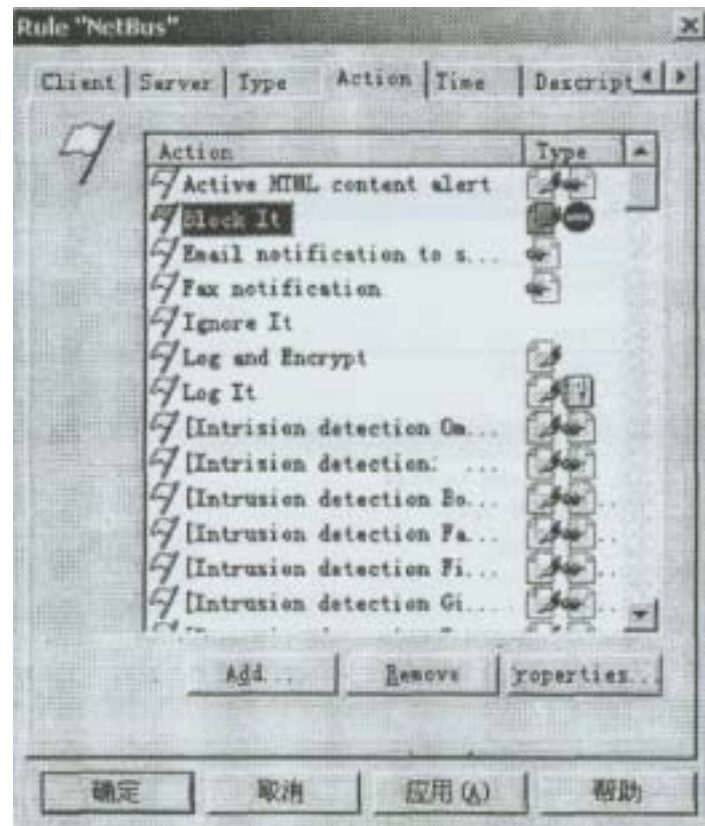 Rule "NetBus"
Client Server Type Action Time Descript
Action Type
Active HTML content alert
Block It
Email notification to s...
Fax notification
Ignore It
Log and Encrypt
Log It
[Intrision detection Om...
[Intrision detection: ...
[Intrusion detection Bo...
[Intrusion detection Fa...
[Intrusion detection Fi...
[Intrusion detection Gi...
Add... Remove roperties...
确定 取消 应用(A) 帮助